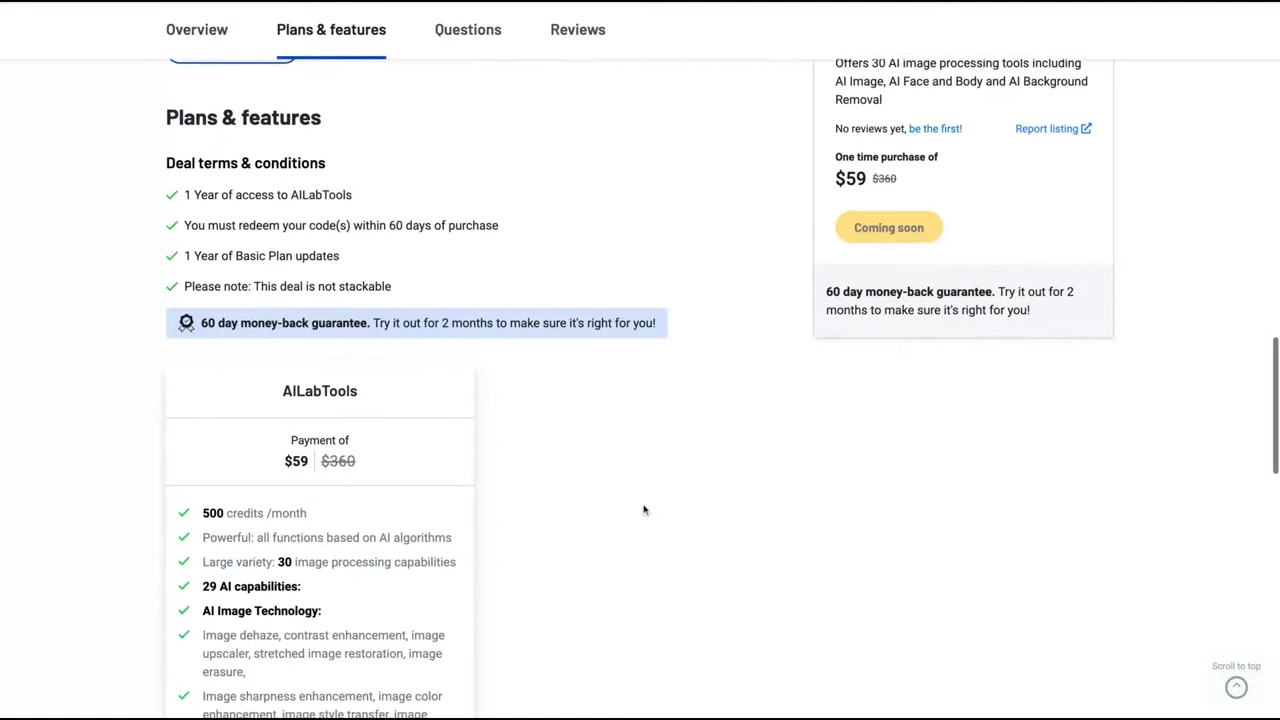 Overview
Plans & features
Questions
Reviews
Plans & features
Deal terms & conditions
1 Year of access to AILabTools
You must redeem your code(s) within 60 days of purchase
1 Year of Basic Plan updates
Please note: This deal is not stackable
60 day money-back guarantee. Try it out for 2 months to make sure it's right for you!
AILabTools
Payment of
$59 $360
500 credits /month
Powerful: all functions based on AI algorithms
Large variety: 30 image processing capabilities
29 AI capabilities:
AI Image Technology:
Image dehaze, contrast enhancement, image
upscaler, stretched image restoration, image
erasure,
Image sharpness enhancement, image color
enhancement, image style transfer, image
Offers 30 AI image processing tools including
AI Image, AI Face and Body and AI Background
Removal
No reviews yet, be the first!
Report listing
One time purchase of
$59 $360
Coming soon
60 day money-back guarantee. Try it out for 2
months to make sure it's right for you!
Scroll to top